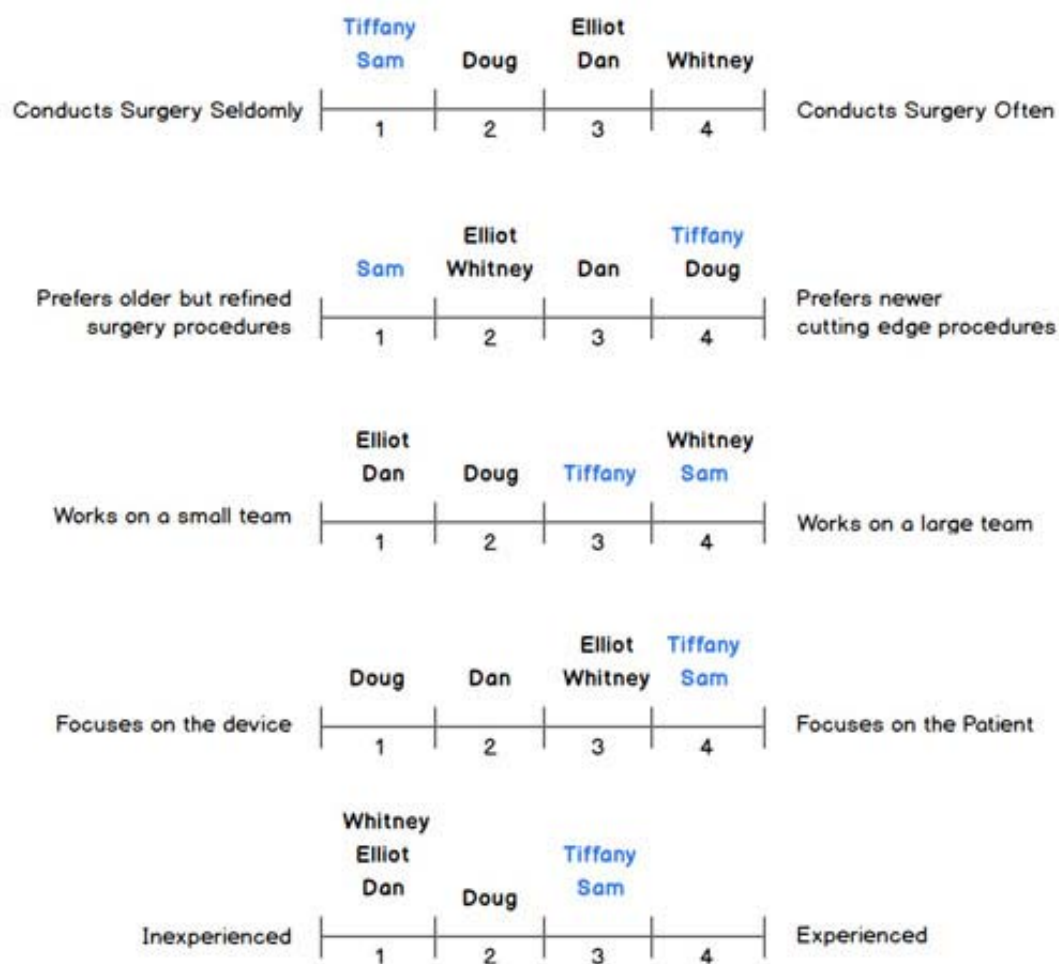 Tiffany
Sam
Doug
Elliot
Dan
Whitney
Conducts Surgery Seldomly
1 2 3 4
Conducts Surgery Often
Sam
Elliot
Whitney
Dan
Tiffany
Doug
Prefers older but refined
surgery procedures
1 2 3 4
Prefers newer
cutting edge procedures
Elliot
Dan
Doug
Tiffany
Whitney
Sam
Works on a small team
1 2 3 4
Works on a large team
Doug
Dan
Elliot
Whitney
Tiffany
Sam
Focuses on the device
1 2 3 4
Focuses on the Patient
Whitney
Elliot
Dan
Doug
Tiffany
Sam
Inexperienced
1 2 3 4
Experienced